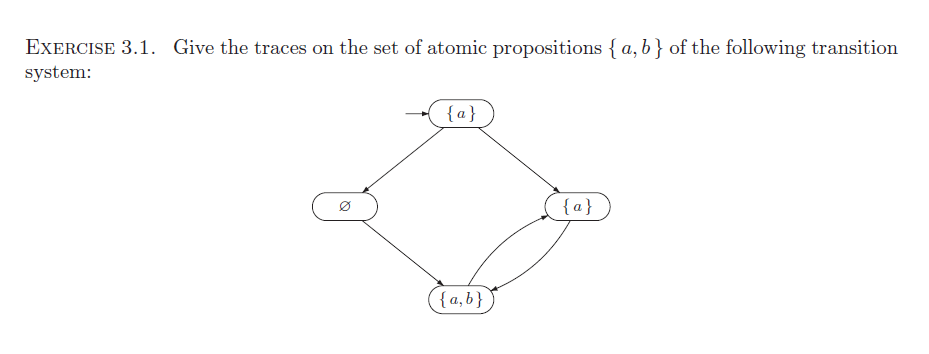 EXERCISE 3.1. Give the traces on the set of atomic propositions { a, b } of the following transition
system:
{ a }
∅
{ a }
{ a, b }